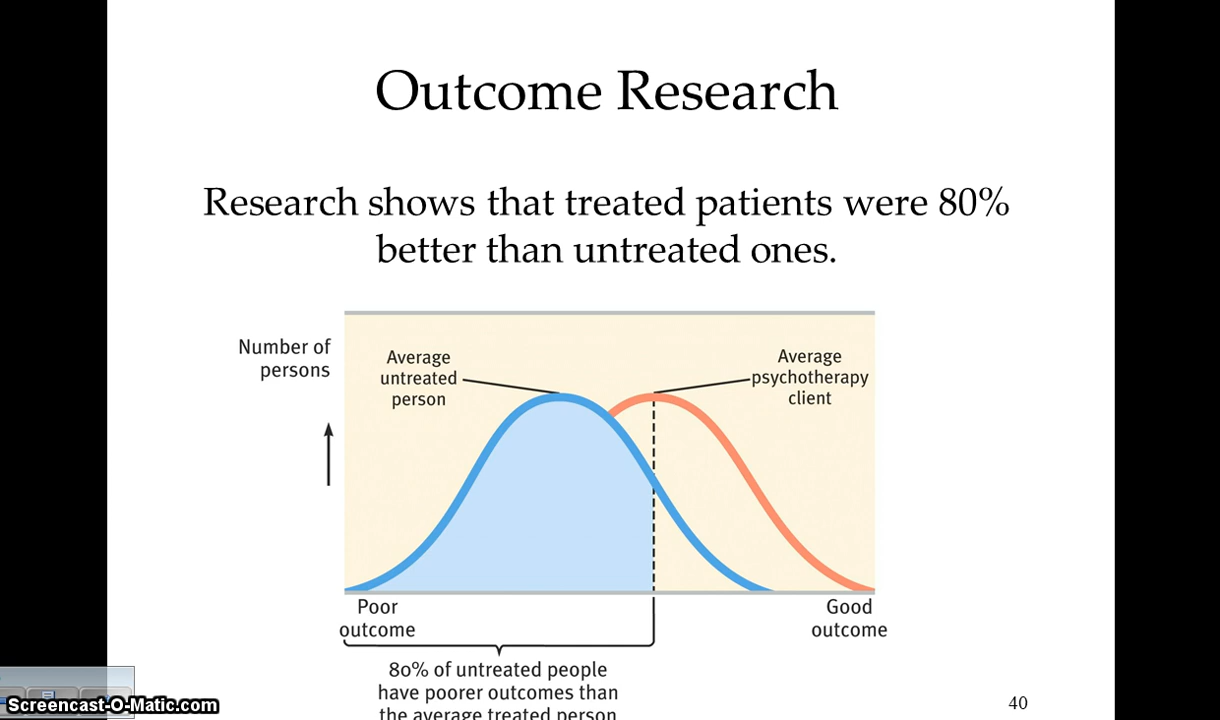 Outcome Research
Research shows that treated patients were 80%
better than untreated ones.
Number of
persons
Average
untreated
person
Average
psychotherapy
client
Poor
outcome
Good
outcome
80% of untreated people
have poorer outcomes than
the average treated person
40
Screencast-O-Matic.com